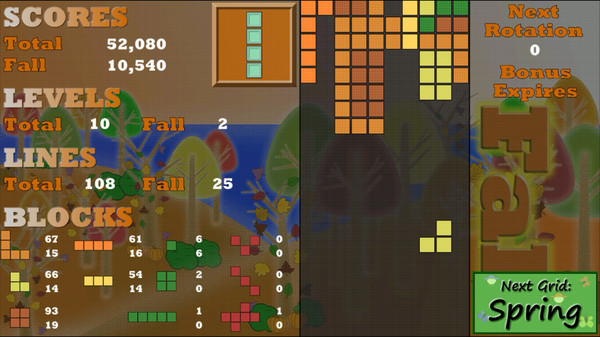 SCORES
Total 52,080
Fall 10,540
LEVELS
Total 10 Fall 2
LINES
Total 108 Fall 25
BLOCKS
67 61 6 0
15 16 6 0
66 54 2 0
14 14 0 0
93 1 1
19 0 0
Next
Rotation
0
Bonus
Expires
Fal
Next Grid:
Spring